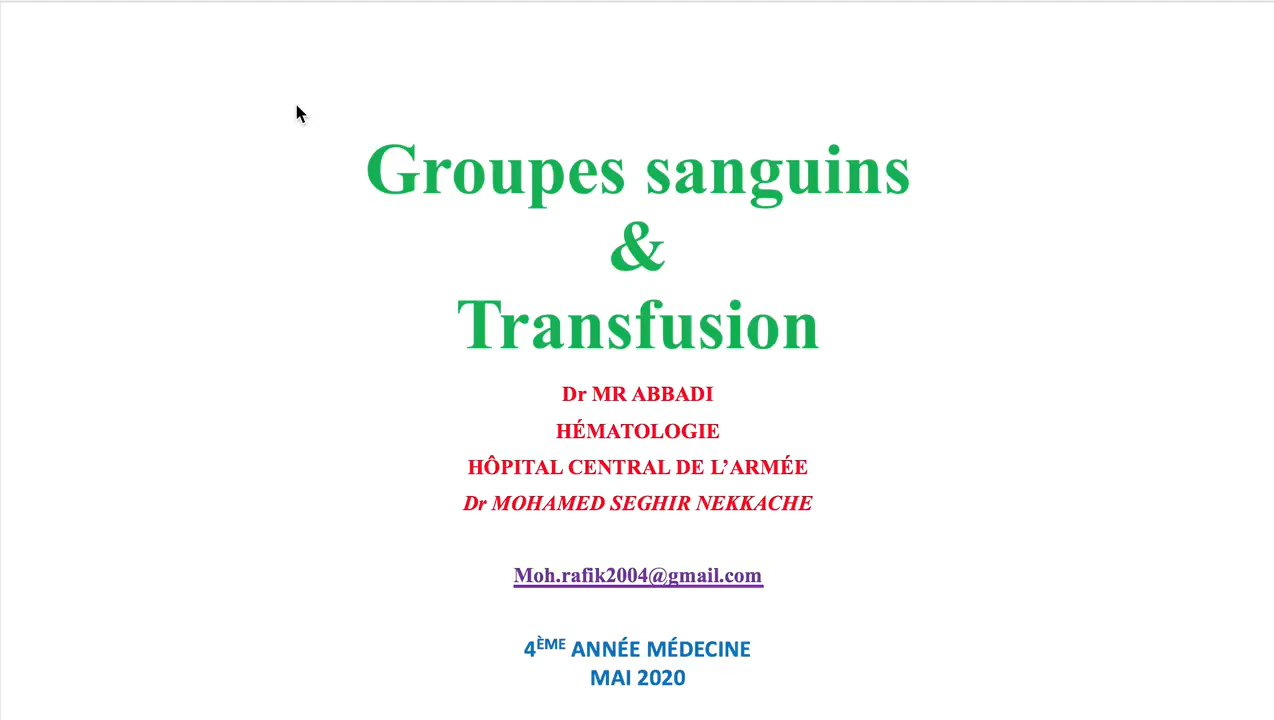 Groupes sanguins
&
Transfusion
Dr MR ABBADI
HÉMATOLOGIE
HÔPITAL CENTRAL DE L’ARMÉE
Dr MOHAMED SEGHIR NEKKACHE
Moh.rafik2004@gmail.com
4ÈME ANNÉE MÉDECINE
MAI 2020